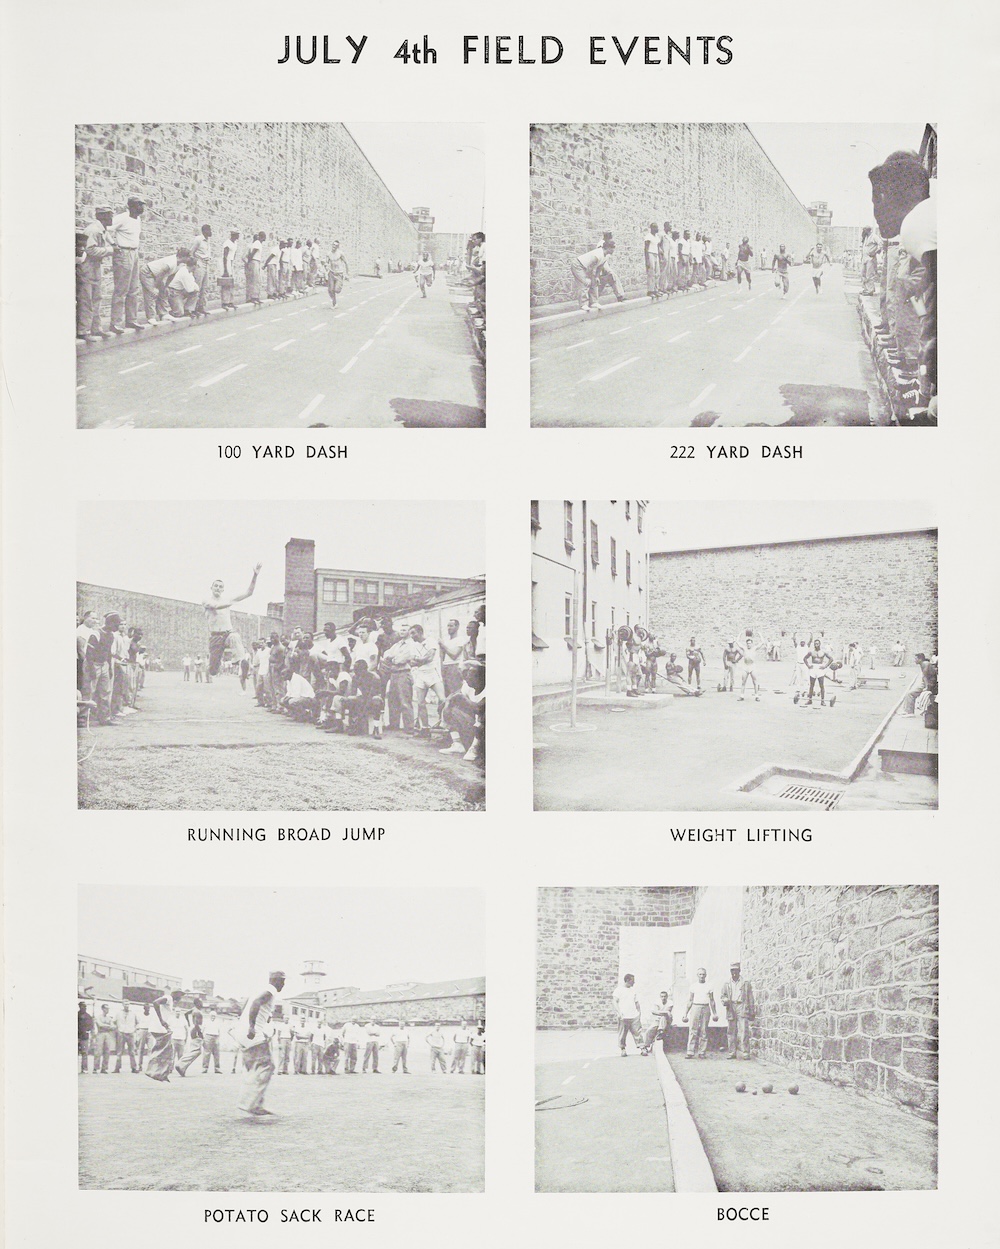 JULY 4th FIELD EVENTS
100 YARD DASH
222 YARD DASH
RUNNING BROAD JUMP
WEIGHT LIFTING
POTATO SACK RACE
BOCCE